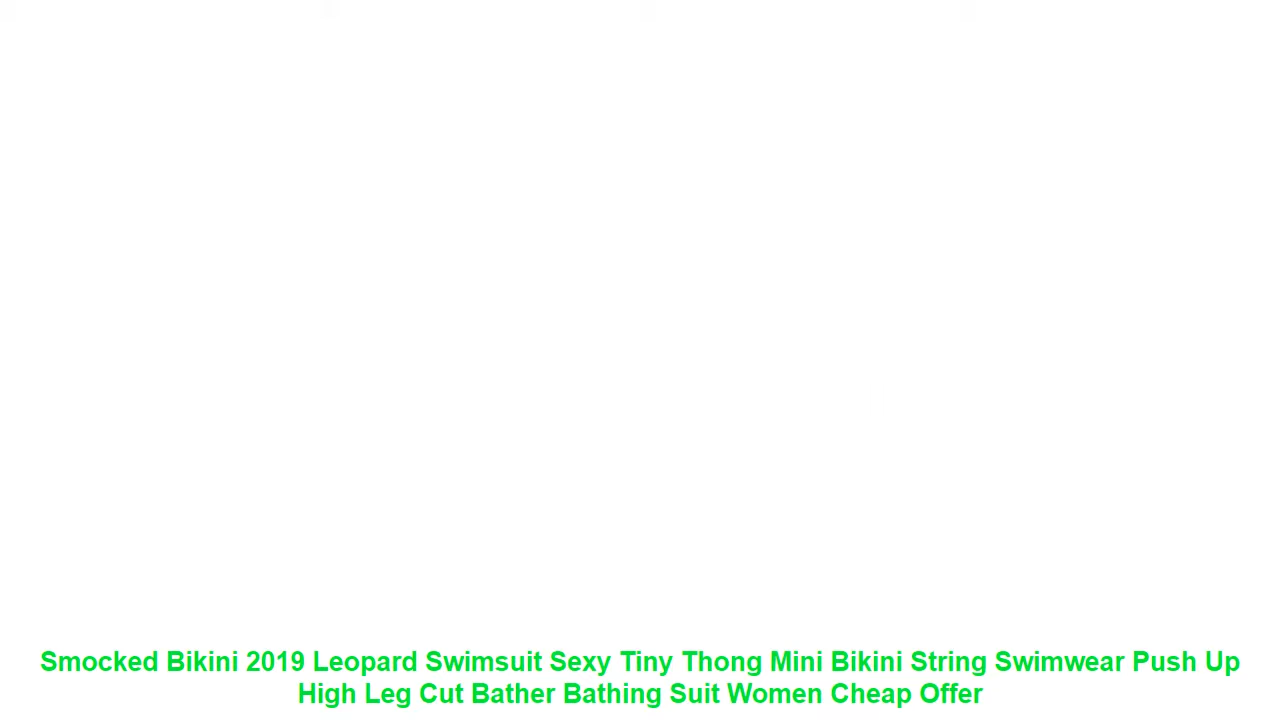 Smocked Bikini 2019 Leopard Swimsuit Sexy Tiny Thong Mini Bikini String Swimwear Push Up
High Leg Cut Bather Bathing Suit Women Cheap Offer